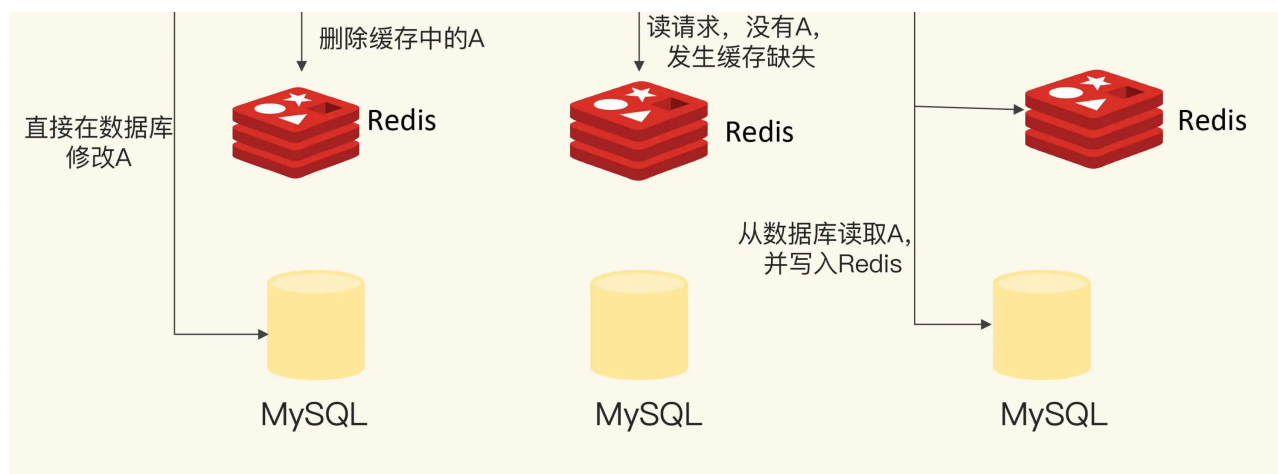 删除缓存中的A
Redis
直接在数据库
修改A
MySQL
读请求，没有A，
发生缓存缺失
Redis
MySQL
Redis
从数据库读取A，
并写入Redis
MySQL